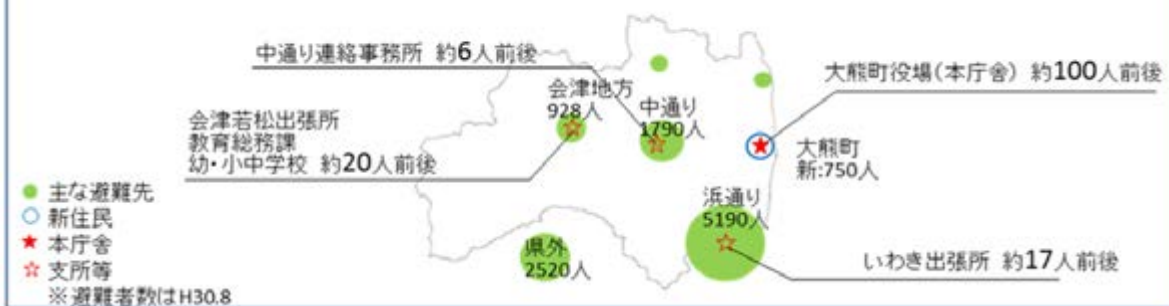 中通り連絡事務所 約6人前後
大熊町役場(本庁舎) 約100人前後
会津地方
928人
中通り
1790人
会津若松出張所
教育総務課
幼・小中学校 約20人前後
大熊町
新:750人
浜通り
5190人
主な避難先
新住民
本庁舎
支所等
※避難者数はH30.8
県外
2520人
いわき出張所 約17人前後